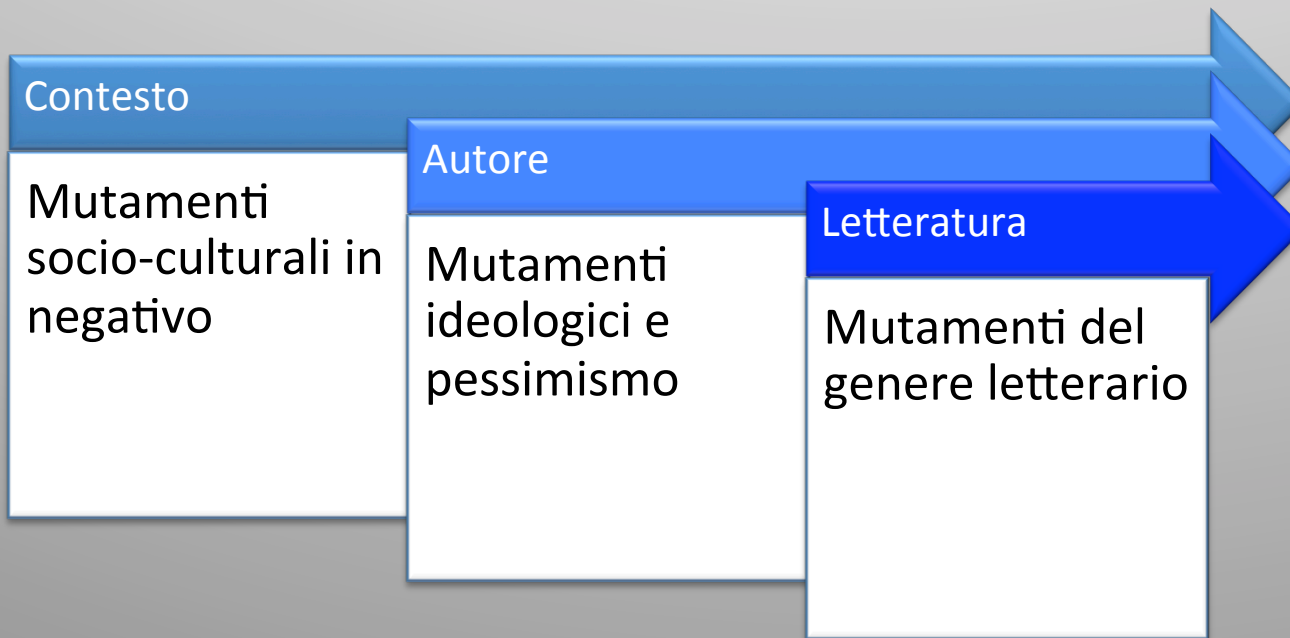 Contesto
Mutamenti
socio-culturali in
negativo
Autore
Mutamenti
ideologici e
pessimismo
Letteratura
Mutamenti del
genere letterario